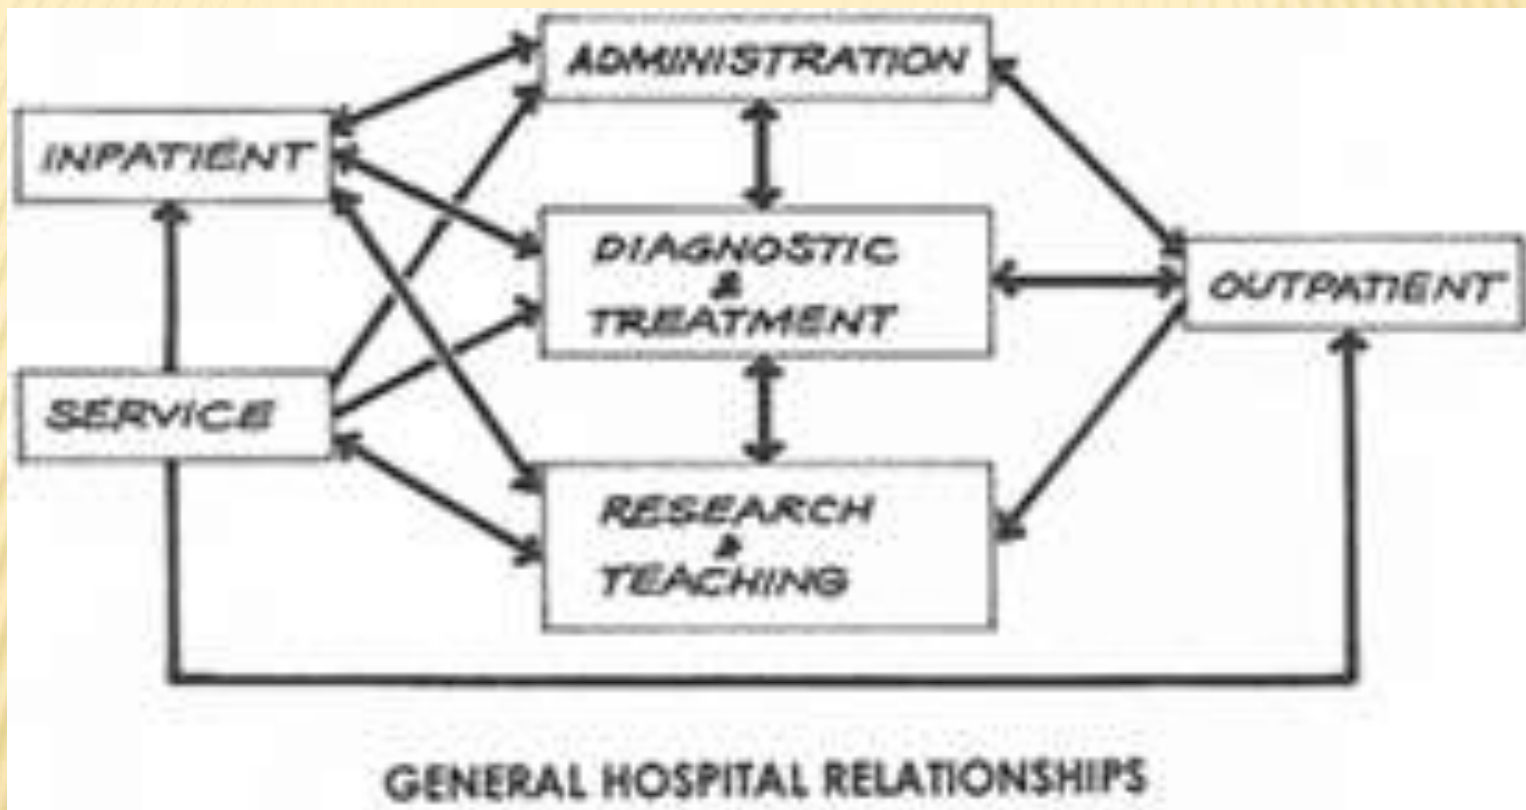 ADMINISTRATION
INPATIENT
DIAGNOSTIC
&
TREATMENT
OUTPATIENT
SERVICE
RESEARCH
&
TEACHING
GENERAL HOSPITAL RELATIONSHIPS